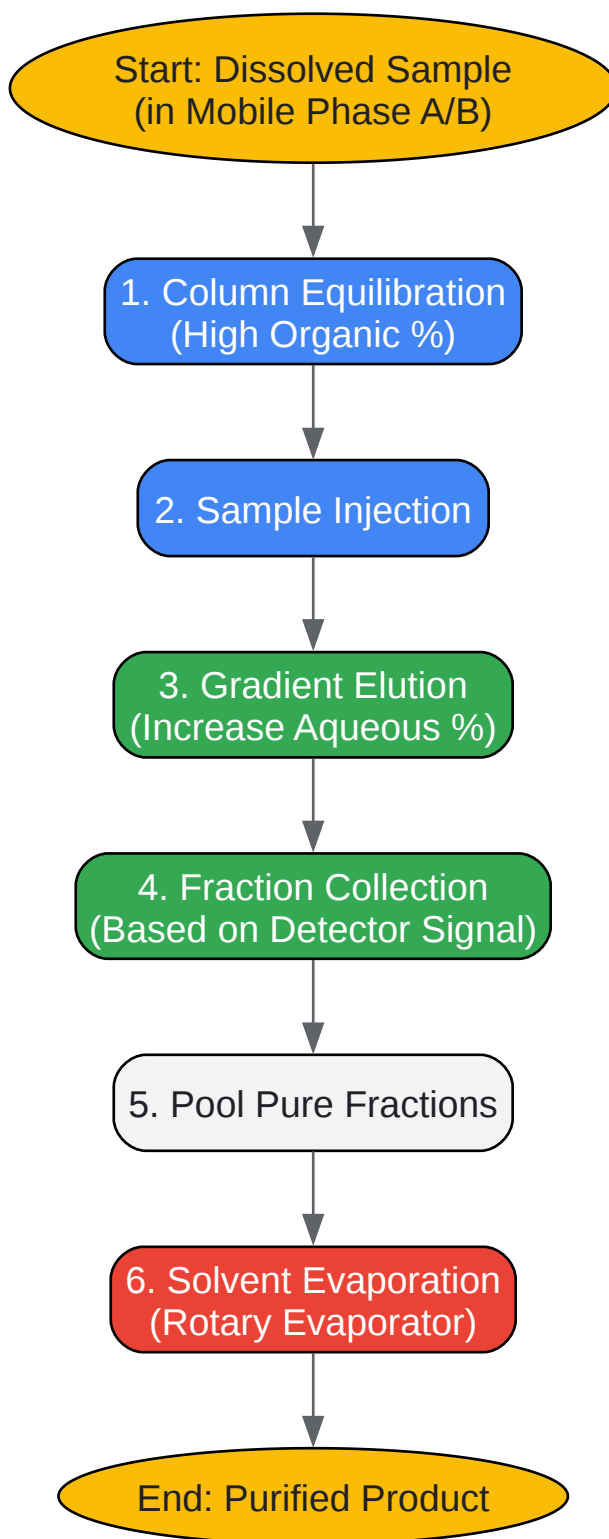 Start: Dissolved Sample
(in Mobile Phase A/B)
1. Column Equilibration
(High Organic %)
2. Sample Injection
3. Gradient Elution
(Increase Aqueous %)
4. Fraction Collection
(Based on Detector Signal)
5. Pool Pure Fractions
6. Solvent Evaporation
(Rotary Evaporator)
End: Purified Product